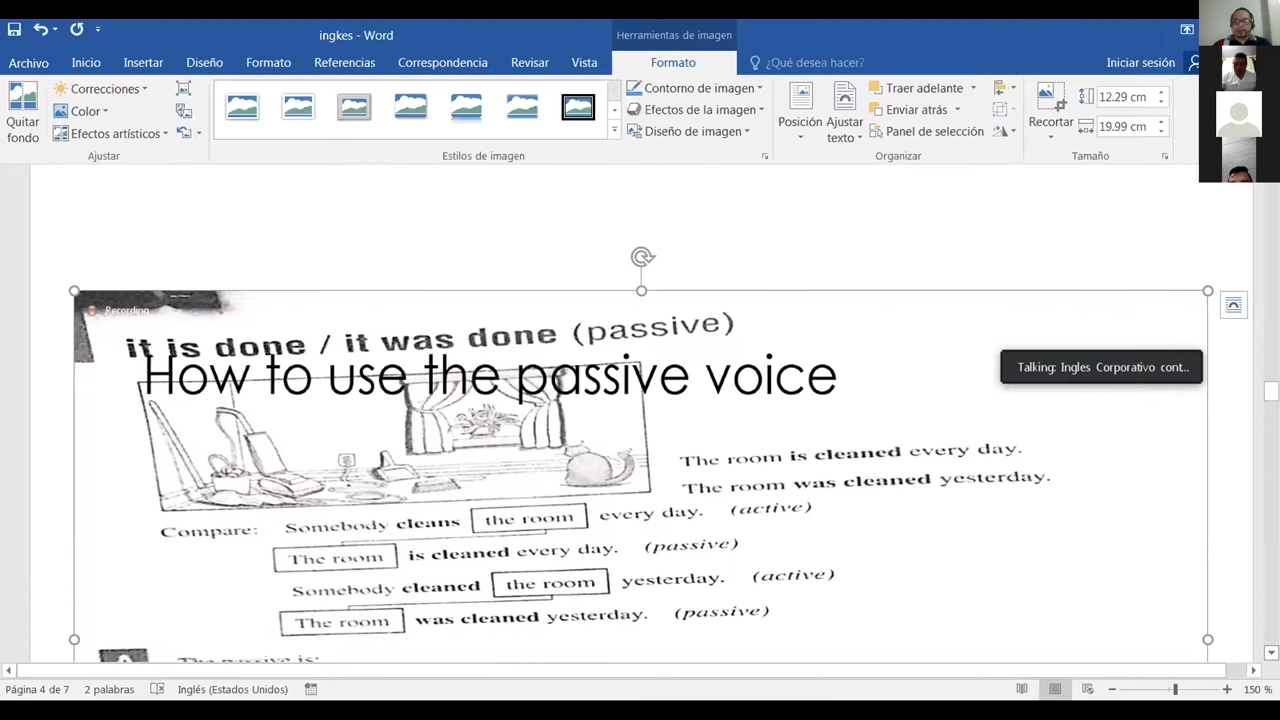 ingkes - Word
Herramientas de imagen
Archivo Inicio Insertar Diseño Formato Referencias Correspondencia Revisar Vista Formato ¿Qué desea hacer? Iniciar sesión
Quitar fondo
Correcciones
Color
Efectos artísticos
Ajustar
Estilos de imagen
Contorno de imagen
Efectos de la imagen
Diseño de imagen
Posición
Ajustar texto
Traer adelante
Enviar atrás
Panel de selección
Organizar
Recortar
12.29 cm
19.99 cm
Tamaño
Recording
it is done / it was done (passive)
How to use the passive voice
Talking: Ingles Corporativo cont...
The room is cleaned every day.
The room was cleaned yesterday.
Compare: Somebody cleans the room every day. (active)
The room is cleaned every day. (passive)
Somebody cleaned the room yesterday. (active)
The room was cleaned yesterday. (passive)
A The passive is:
Página 4 de 7 2 palabras Inglés (Estados Unidos) 150 %